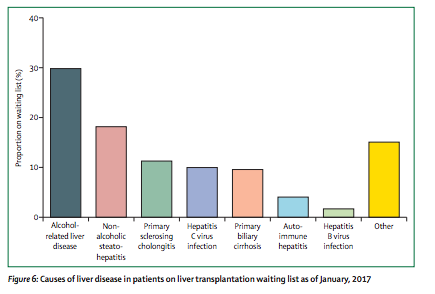 40
30
20
10
0
Proportion on waiting list (%)
Alcohol-
related liver
disease
Non-
alcoholic
steato-
hepatitis
Primary
sclerosing
cholongitis
Hepatitis
C virus
infection
Primary
biliary
cirrhosis
Auto-
immune
hepatitis
Hepatitis
B virus
infection
Other
Figure 6: Causes of liver disease in patients on liver transplantation waiting list as of January, 2017